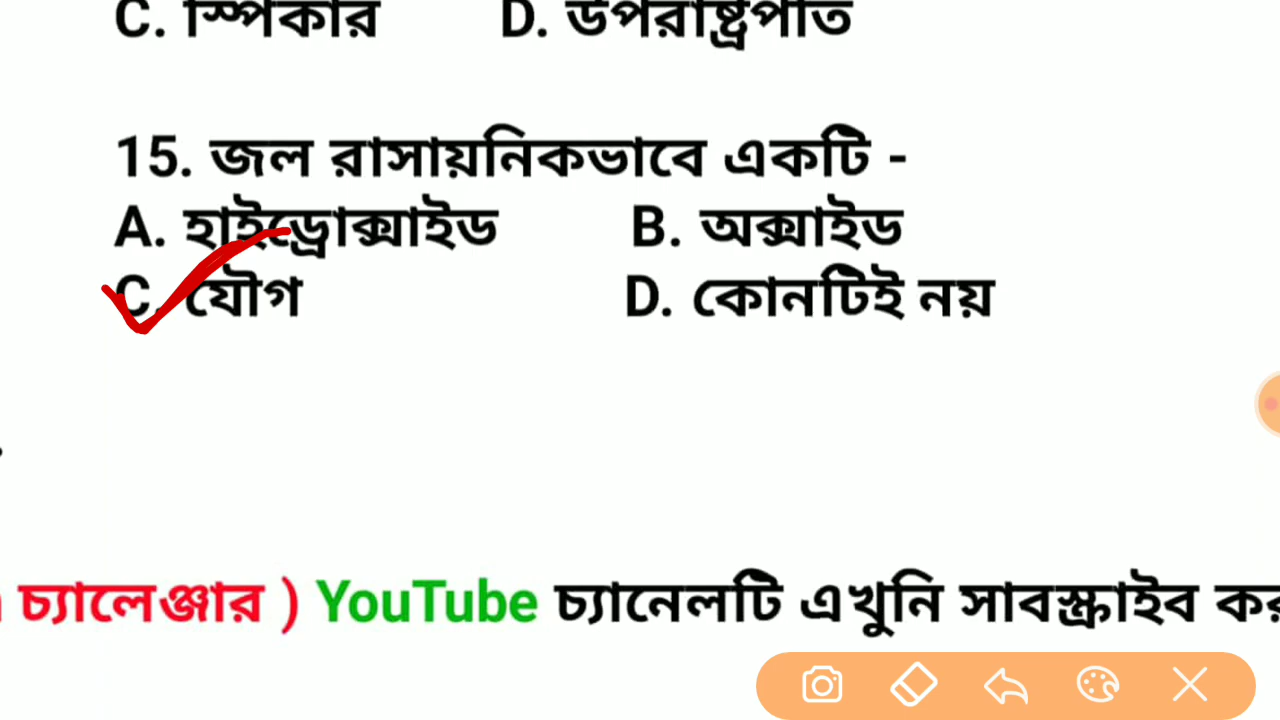 C. স্পিকার D. উপরাষ্ট্রপতি
15. জল রাসায়নিকভাবে একটি -
A. হাইড্রোক্সাইড B. অক্সাইড
C. যৌগ D. কোনটিই নয়
চ্যালেঞ্জার ) YouTube চ্যানেলটি এখুনি সাবস্ক্রাইব